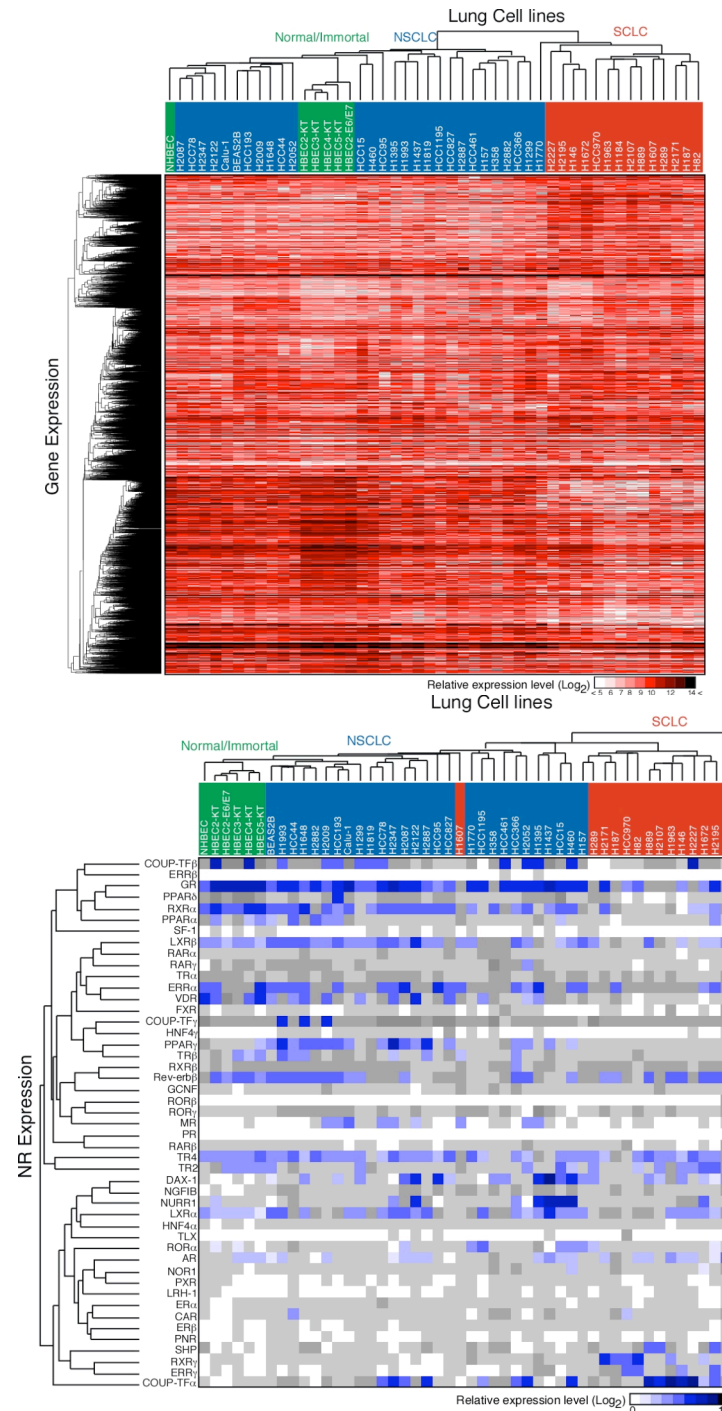 Lung Cell lines
Normal/Immortal
NSCLC
SCLC
NHBEC
H2087
HCC78
H2347
H2122
Calu-1
BEAS2B
HCC193
H2009
H1648
HCC44
H2052
HBEC2-KT
HBEC3-KT
HBEC4-KT
HBEC5-KT
HBEC2-E6/E7
HCC15
H460
HCC95
H1395
H1993
H1437
H1819
HCC1195
HCC827
H2887
HCC461
H157
H358
H2882
HCC366
H1299
H1770
H2227
H2195
H146
H1672
HCC970
H1963
H1184
H2107
H889
H1607
H289
H2171
H187
H82
Gene Expression
Relative expression level (Log2)
< 5 6 7 8 9 10 11 12 13 14 <
Lung Cell lines
SCLC
NSCLC
Normal/Immortal
NHBEC
HBEC2-KT
HBEC2-E6/E7
HBEC3-KT
HBEC4-KT
HBEC5-KT
BEAS2B
H1993
HCC44
H1648
H2882
H2009
HCC193
Calu-1
H1299
H1819
HCC78
H2347
H2087
H2122
H2887
HCC95
HCC827
H1607
H1770
HCC1195
H358
HCC461
HCC366
H2052
H1395
H1437
HCC15
H460
H157
H289
H2171
H187
HCC970
H82
H889
H2107
H1963
H146
H2227
H1672
H2195
NR Expression
COUP-TFβ
ERRβ
GR
PPARδ
RXRα
PPARα
SF-1
LXRβ
RARα
RARγ
TRα
ERRα
VDR
FXR
COUP-TFγ
HNF4γ
PPARγ
TRβ
RXRβ
Rev-erbβ
GCNF
RORβ
RORγ
MR
PR
RARβ
TR4
TR2
DAX-1
NGFIB
NURR1
LXRα
HNF4α
TLX
RORα
AR
NOR1
PXR
LRH-1
ERα
CAR
ERβ
PNR
SHP
RXRγ
ERRγ
COUP-TFα
Relative expression level (Log2)
0 1